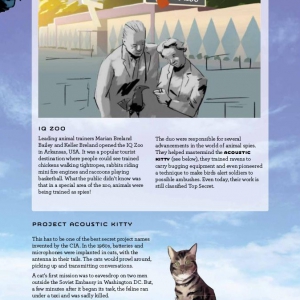 IQ ZOO
Leading animal trainers Marian Breland
Bailey and Keller Breland opened the IQ Zoo
in Arkansas, USA. It was a popular tourist
destination where people could see trained
chickens walking tightropes, rabbits riding
mini fire engines and raccoons playing
basketball. What the public didn't know was
that in a special area of the zoo, animals were
being trained as spies!
The duo were responsible for several
advancements in the world of animal spies.
They helped mastermind the ACOUSTIC
KITTY (see below), they trained ravens to
carry bugging equipment and even pioneered
a technique to make birds alert soldiers to
possible ambushes. Even today, their work is
still classified Top Secret.
PROJECT ACOUSTIC KITTY
This has to be one of the best secret project names
invented by the CIA. In the 1960s, batteries and
microphones were implanted in cats, with the
antenna in their tails. The cats would prowl around,
picking up and transmitting conversations.
A cat's first mission was to eavesdrop on two men
outside the Soviet Embassy in Washington DC. But,
a few minutes after it began its task, the feline ran
under a taxi and was sadly killed.